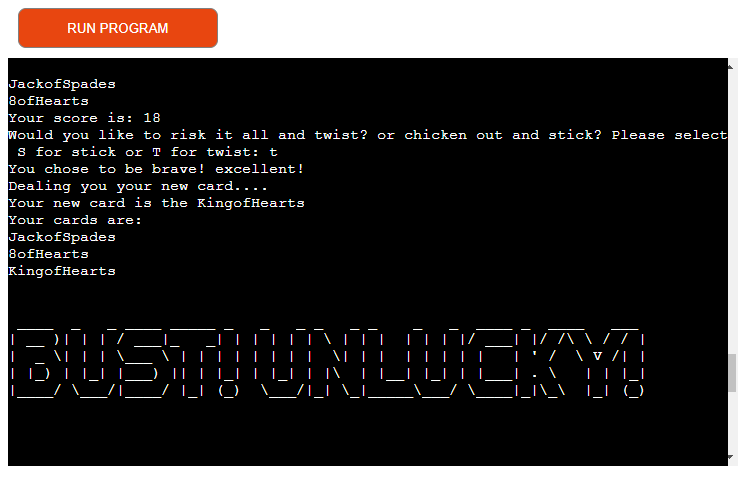 RUN PROGRAM
JackofSpades
8ofHearts
Your score is: 18
Would you like to risk it all and twist? or chicken out and stick? Please select
S for stick or T for twist: t
You chose to be brave! excellent!
Dealing you your new card....
Your new card is the KingofHearts
Your cards are:
JackofSpades
8ofHearts
KingofHearts
BUST!UNLUCKY!